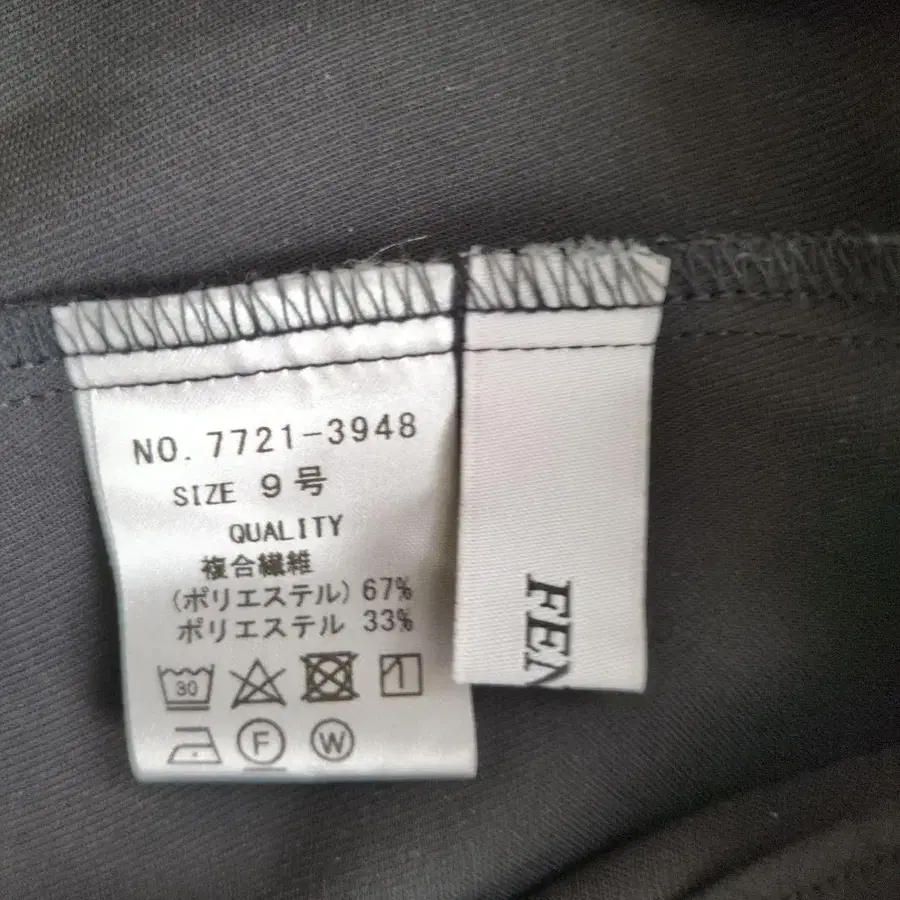 NO. 7721-3948
SIZE 9号
QUALITY
複合繊維
(ポリエステル) 67%
ポリエステル 33%
30
F W
FEN